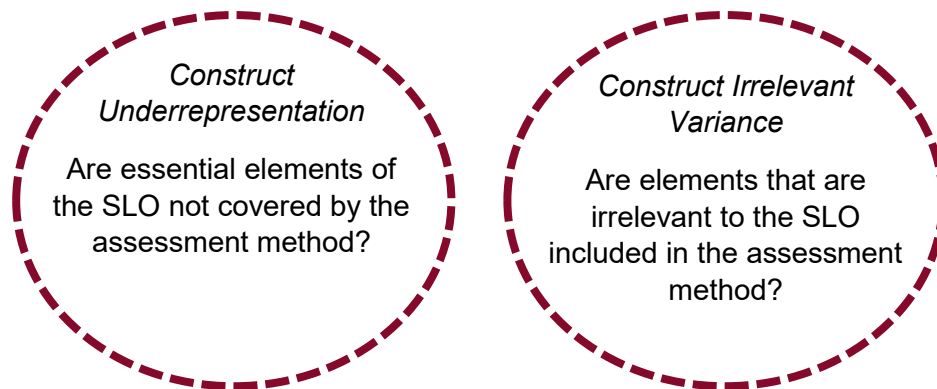 Construct
Underrepresentation
Are essential elements of
the SLO not covered by the
assessment method?
Construct Irrelevant
Variance
Are elements that are
irrelevant to the SLO
included in the assessment
method?